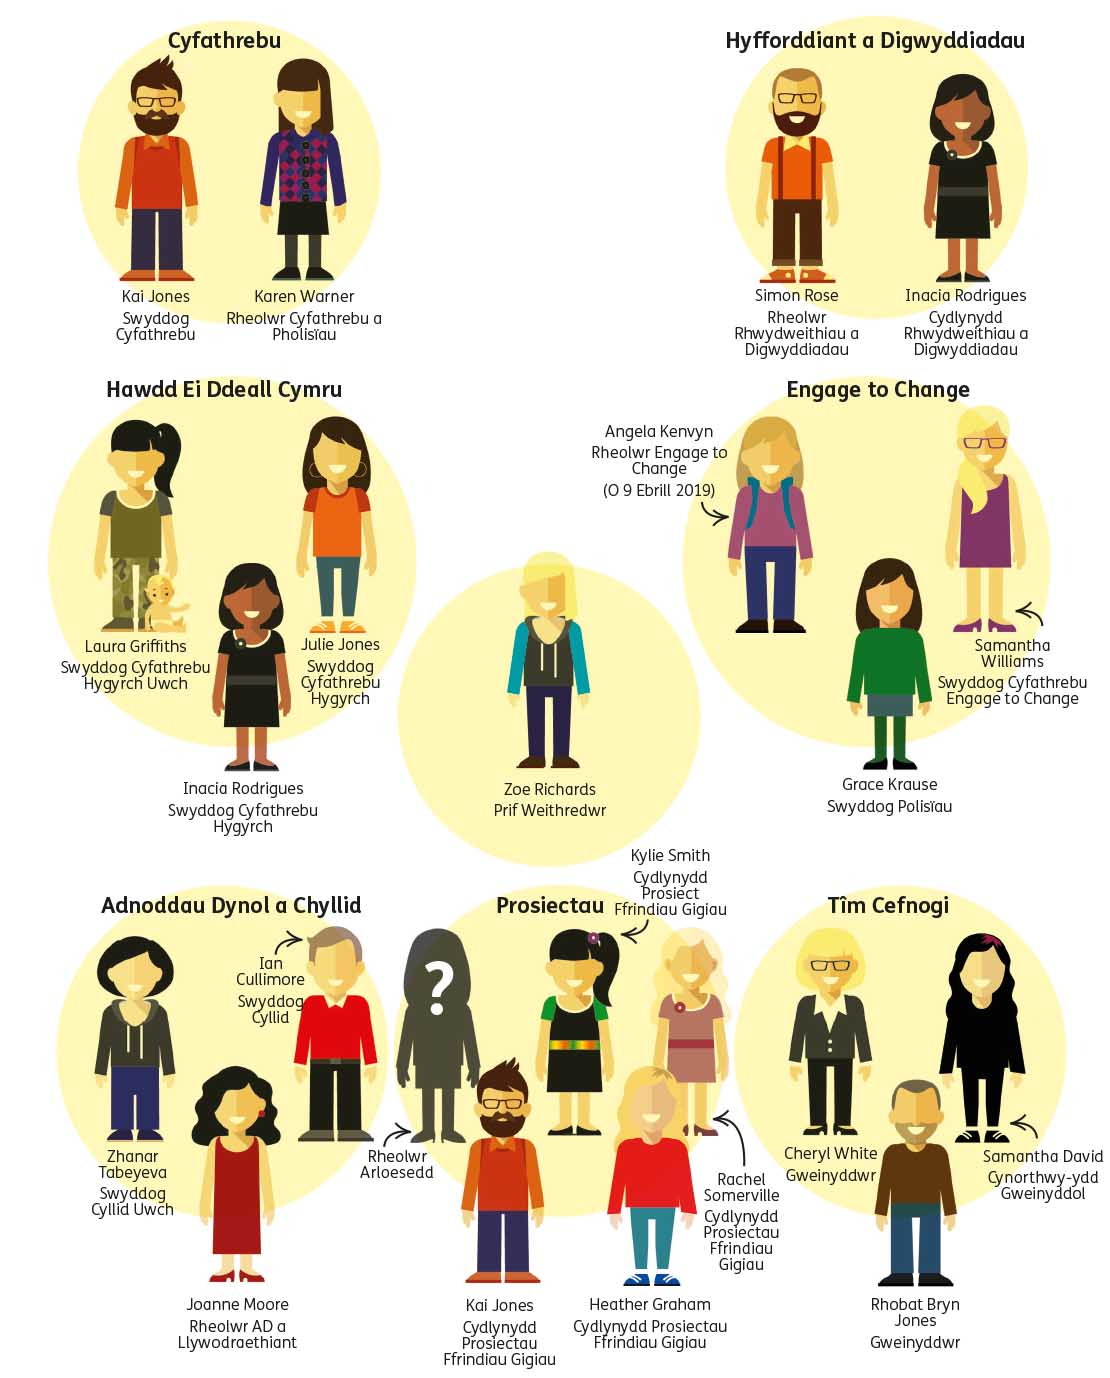 Cyfathrebu
Kai Jones
Swyddog
Cyfathrebu
Karen Warner
Rheolwr Cyfathrebu a
Pholisïau
Hyfforddiant a Digwyddiadau
Simon Rose
Rheolwr
Rhwydweithiau a
Digwyddiadau
Inacia Rodrigues
Cydlynydd
Rhwydweithiau a
Digwyddiadau
Hawdd Ei Ddeall Cymru
Laura Griffiths
Swyddog Cyfathrebu
Hygyrch Uwch
Julie Jones
Swyddog
Cyfathrebu
Hygyrch
Inacia Rodrigues
Swyddog Cyfathrebu
Hygyrch
Zoe Richards
Prif Weithredwr
Engage to Change
Angela Kenvyn
Rheolwr Engage to
Change
(O 9 Ebrill 2019)
Samantha
Williams
Swyddog Cyfathrebu
Engage to Change
Grace Krause
Swyddog Polisïau
Adnoddau Dynol a Chyllid
Ian
Cullimore
Swyddog
Cyllid
Zhanar
Tabeyeva
Swyddog
Cyllid Uwch
Joanne Moore
Rheolwr AD a
Llywodraethiant
Prosiectau
Kylie Smith
Cydlynydd
Prosiect
Ffrindiau Gigiau
?
Rheolwr
Arloesedd
Kai Jones
Cydlynydd
Prosiectau
Ffrindiau Gigiau
Heather Graham
Cydlynydd Prosiectau
Ffrindiau Gigiau
Rachel
Somerville
Cydlynydd
Prosiectau
Ffrindiau
Gigiau
Tîm Cefnogi
Cheryl White
Gweinyddwr
Samantha David
Cynorthwy-ydd
Gweinyddol
Rhobat Bryn
Jones
Gweinyddwr